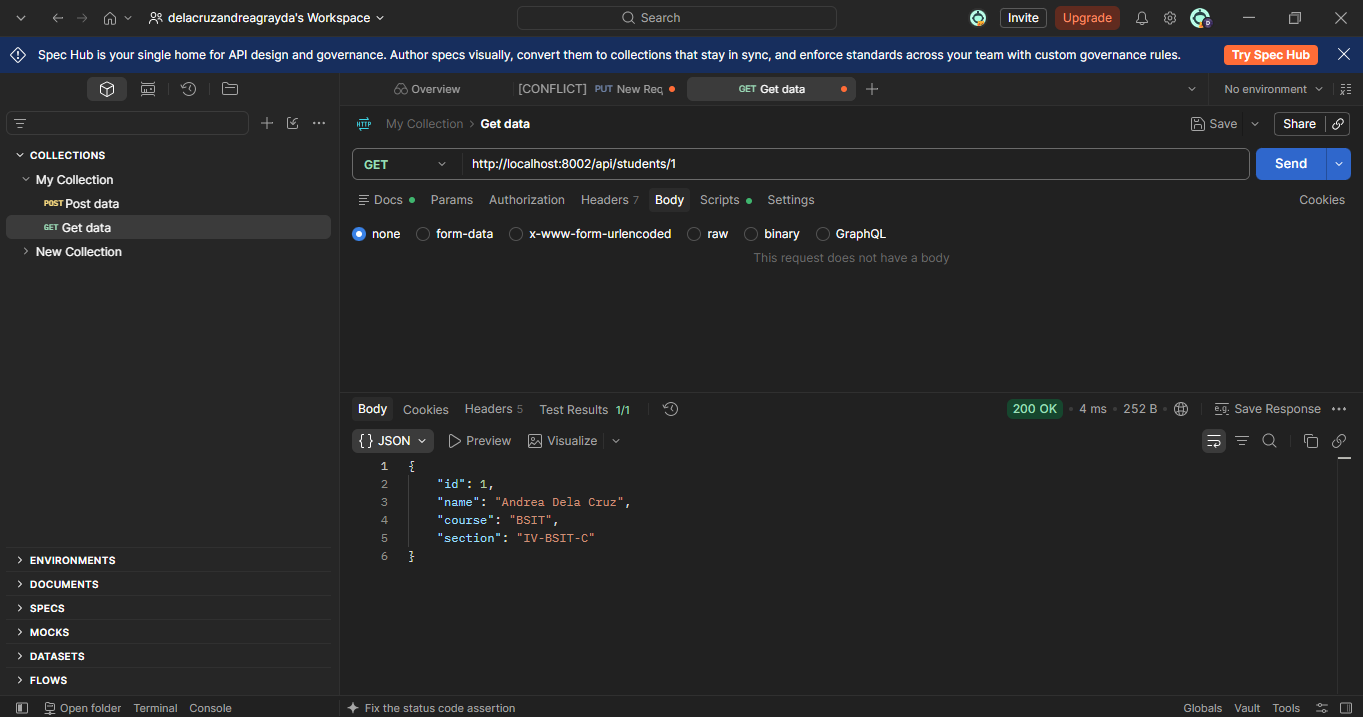 delacruzandreagrayda's Workspace
Search
Invite
Upgrade
Spec Hub is your single home for API design and governance. Author specs visually, convert them to collections that stay in sync, and enforce standards across your team with custom governance rules.
Try Spec Hub
Overview
[CONFLICT] PUT New Req
GET Get data
No environment
HTTP
My Collection > Get data
Save
Share
COLLECTIONS
My Collection
POST Post data
GET Get data
New Collection
GET
http://localhost:8002/api/students/1
Send
Docs
Params
Authorization
Headers 7
Body
Scripts
Settings
Cookies
none
form-data
x-www-form-urlencoded
raw
binary
GraphQL
This request does not have a body
Body
Cookies
Headers 5
Test Results 1/1
200 OK
4 ms
252 B
e.g. Save Response
{} JSON
Preview
Visualize
1 {
2 "id": 1,
3 "name": "Andrea Dela Cruz",
4 "course": "BSIT",
5 "section": "IV-BSIT-C"
6 }
ENVIRONMENTS
DOCUMENTS
SPECS
MOCKS
DATASETS
FLOWS
Open folder
Terminal
Console
Fix the status code assertion
Globals
Vault
Tools